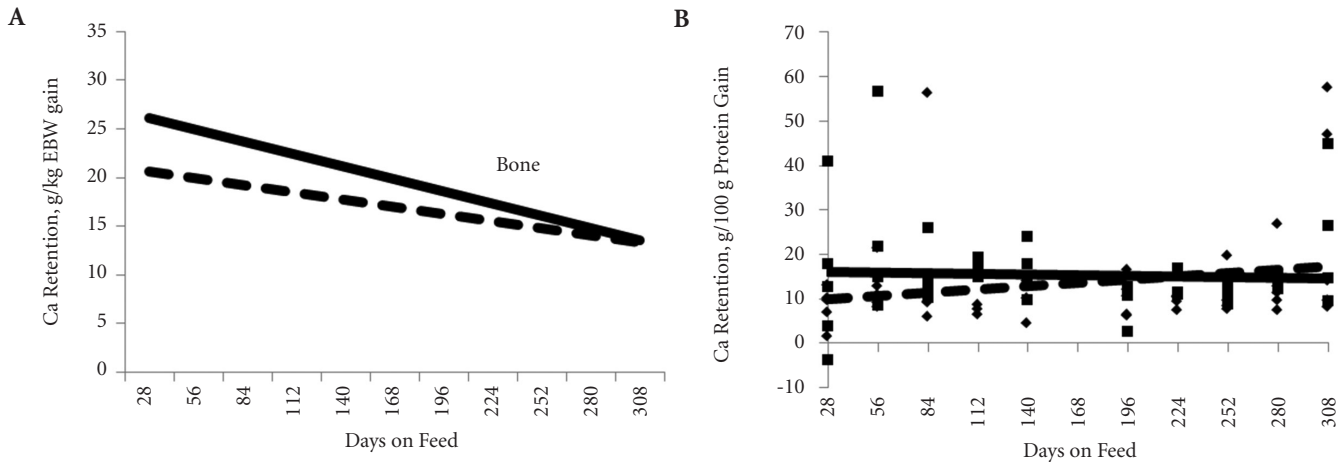 A
35
30
25
20
15
10
5
0
Ca Retention, g/kg EBW gain
Bone
28 56 84 112 140 168 196 224 252 280 308
Days on Feed
B
70
60
50
40
30
20
10
0
-10
Ca Retention, g/100 g Protein Gain
28 56 84 112 140 168 196 224 252 280 308
Days on Feed